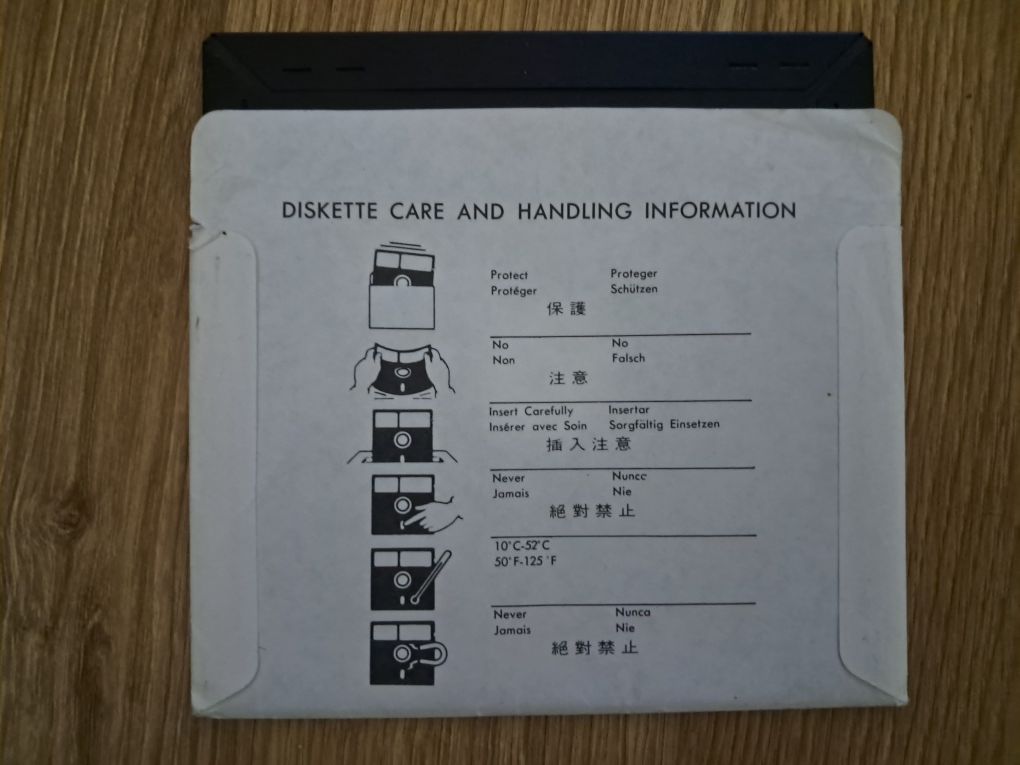 DISKETTE CARE AND HANDLING INFORMATION
Protect Proteger
Protéger Schützen
保護
No No
Non Falsch
注意
Insert Carefully Insertar
Insérer avec Soin Sorgfältig Einsetzen
插入注意
Never Nunca
Jamais Nie
絕對禁止
10°C-52°C
50°F-125°F
Never Nunca
Jamais Nie
絕對禁止